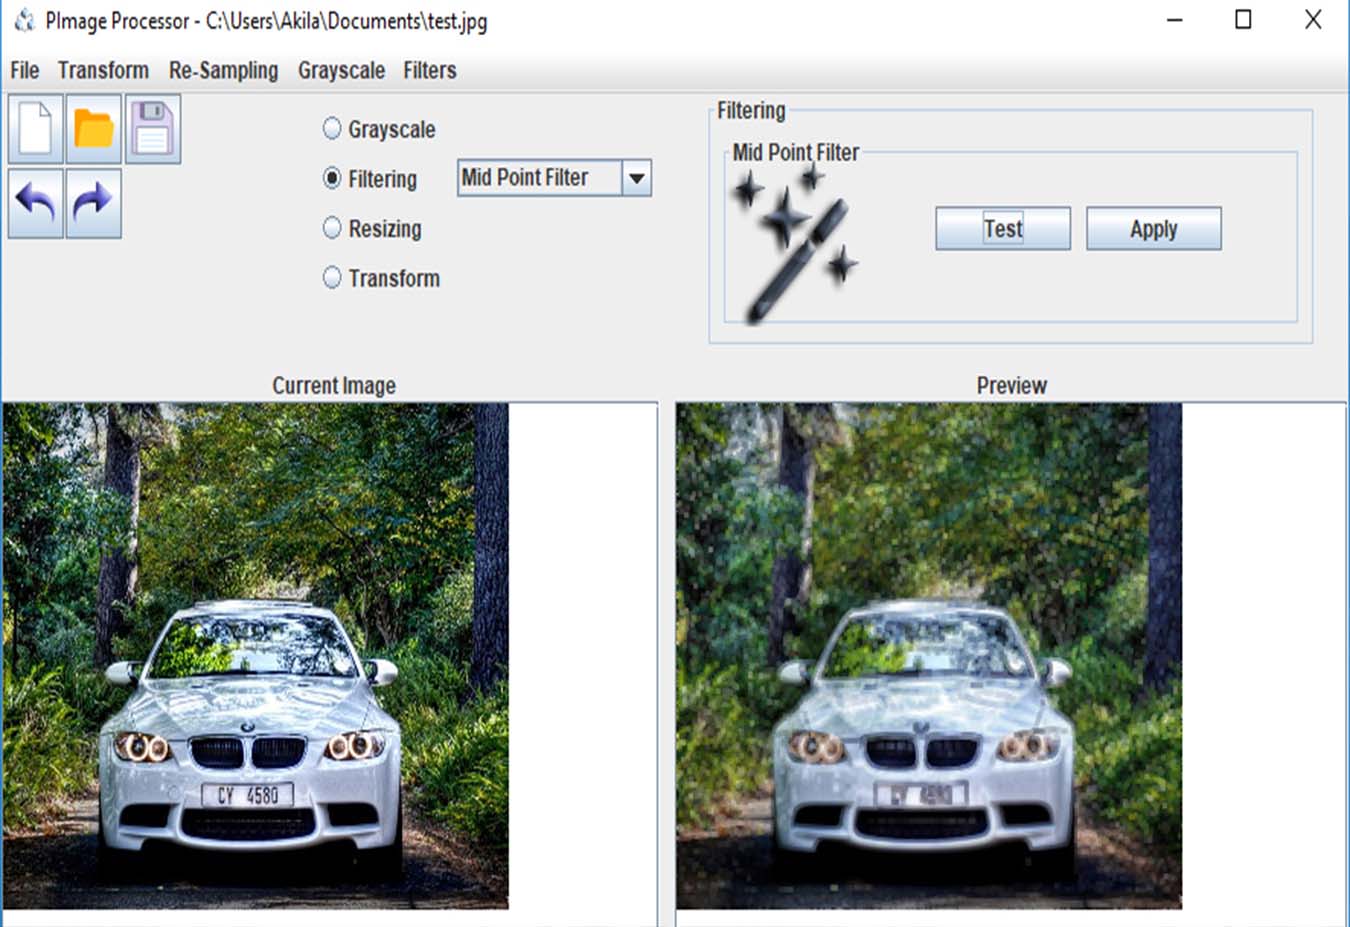 PImage Processor - C:\Users\Akila\Documents\test.jpg
File Transform Re-Sampling Grayscale Filters
Grayscale
Filtering Mid Point Filter
Resizing
Transform
Filtering
Mid Point Filter
Test Apply
Current Image
Preview
CY 4580